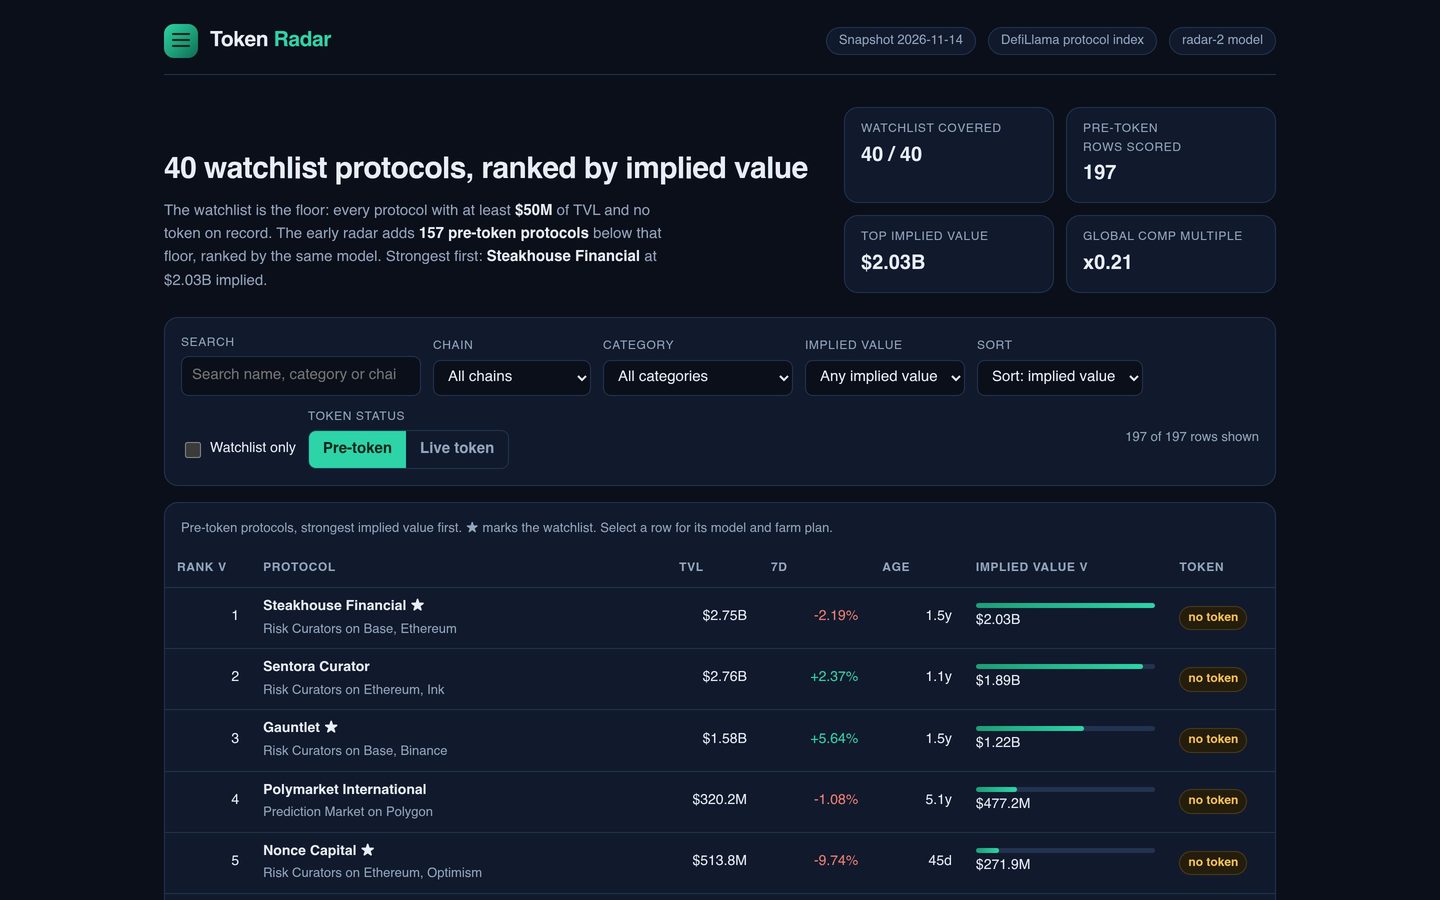 Token Radar
Snapshot 2026-11-14
DefiLlama protocol index
radar-2 model
40 watchlist protocols, ranked by implied value
The watchlist is the floor: every protocol with at least $50M of TVL and no
token on record. The early radar adds 157 pre-token protocols below that
floor, ranked by the same model. Strongest first: Steakhouse Financial at
$2.03B implied.
WATCHLIST COVERED
40 / 40
PRE-TOKEN
ROWS SCORED
197
TOP IMPLIED VALUE
$2.03B
GLOBAL COMP MULTIPLE
x0.21
SEARCH
Search name, category or chai
CHAIN
All chains
CATEGORY
All categories
IMPLIED VALUE
Any implied value
SORT
Sort: implied value
Watchlist only
TOKEN STATUS
Pre-token
Live token
197 of 197 rows shown
Pre-token protocols, strongest implied value first. ★ marks the watchlist. Select a row for its model and farm plan.
RANK V PROTOCOL TVL 7D AGE IMPLIED VALUE V TOKEN
1 Steakhouse Financial ★ $2.75B -2.19% 1.5y $2.03B no token
Risk Curators on Base, Ethereum
2 Sentora Curator $2.76B +2.37% 1.1y $1.89B no token
Risk Curators on Ethereum, Ink
3 Gauntlet ★ $1.58B +5.64% 1.5y $1.22B no token
Risk Curators on Base, Binance
4 Polymarket International $320.2M -1.08% 5.1y $477.2M no token
Prediction Market on Polygon
5 Nonce Capital ★ $513.8M -9.74% 45d $271.9M no token
Risk Curators on Ethereum, Optimism